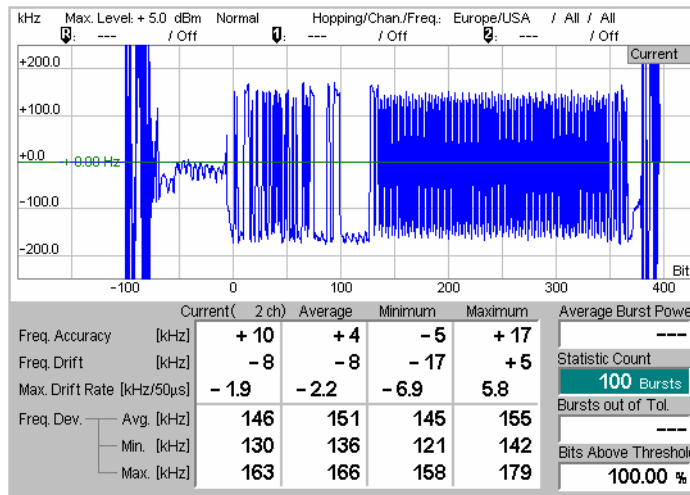 kHz Max. Level: + 5.0 dBm Normal Hopping/Chan./Freq.: Europe/USA / All / All
R: --- / Off 1: --- / Off 2: --- / Off
Current
+200.0
+100.0
+0.0
+ 0.00 Hz
-100.0
-200.0
Bit
-100 0 100 200 300 400
Current( 2 ch) Average Minimum Maximum Average Burst Powe
Freq. Accuracy [kHz] + 10 + 4 - 5 + 17 ---
Freq. Drift [kHz] - 8 - 8 - 17 + 5 Statistic Count
Max. Drift Rate [kHz/50µs] - 1.9 - 2.2 - 6.9 5.8 100 Bursts
Freq. Dev. Avg. [kHz] 146 151 145 155 Bursts out of Tol.
---
Min. [kHz] 130 136 121 142 Bits Above Threshol
Max. [kHz] 163 166 158 179 100.00 %